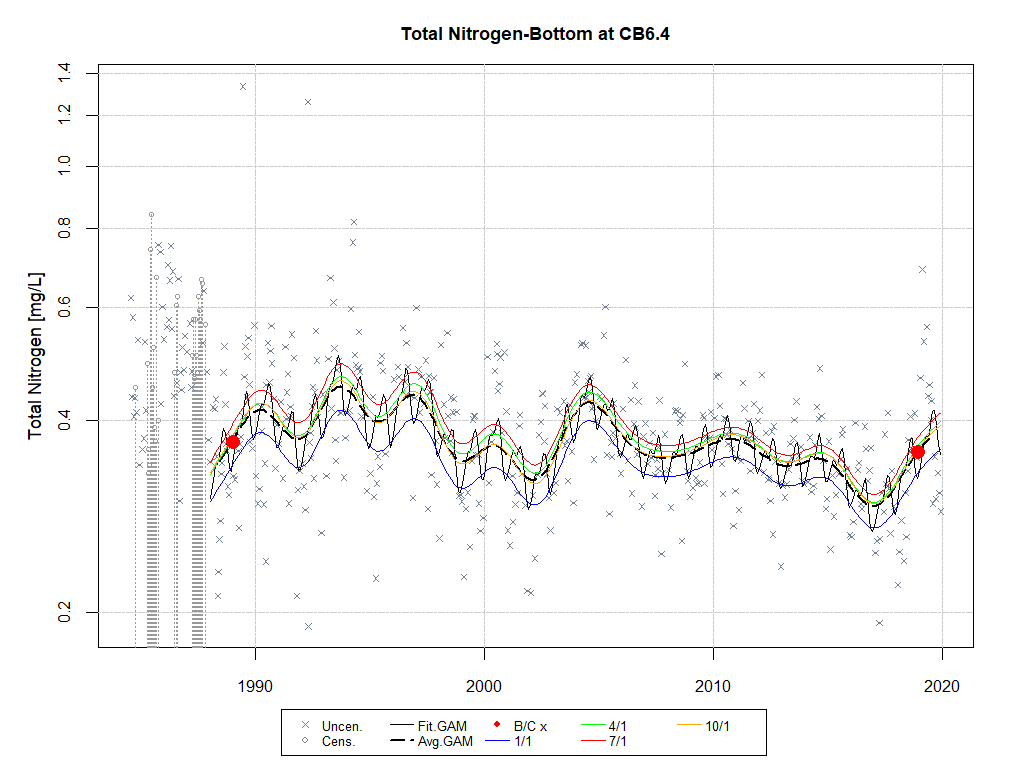 Total Nitrogen-Bottom at CB6.4
Total Nitrogen [mg/L]
1.4
1.2
1.0
0.8
0.6
0.4
0.2
1990 2000 2010 2020
Uncen. Fit.GAM B/C x 4/1 10/1
Cens. Avg.GAM 1/1 7/1